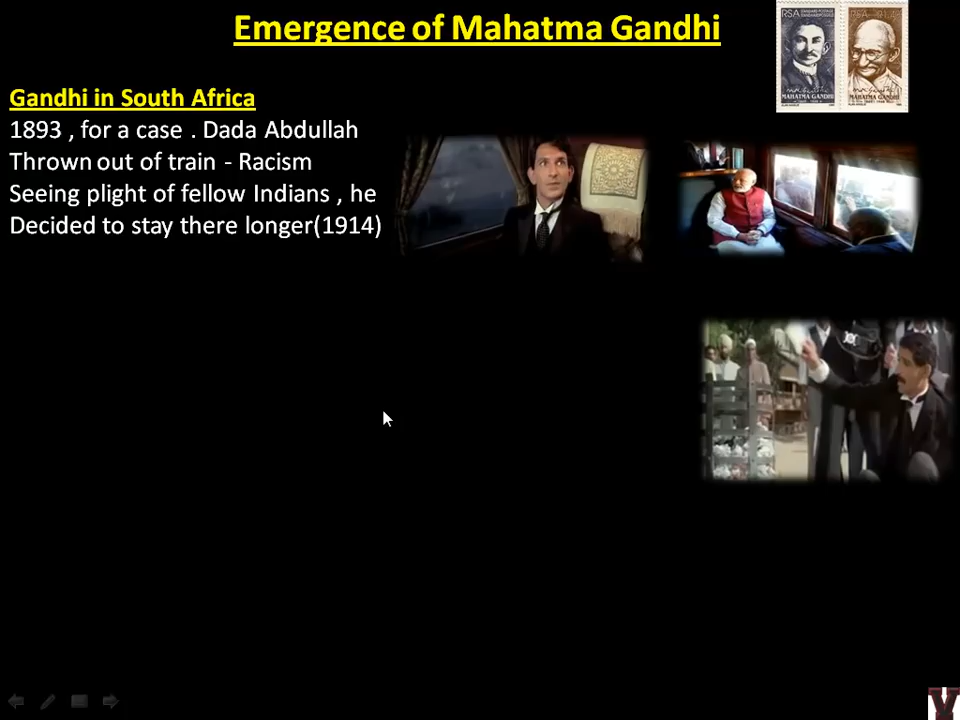 Emergence of Mahatma Gandhi
RSA
RSA
MAHATMA GANDHI
MAHATMA GANDHI
Gandhi in South Africa
1893 , for a case . Dada Abdullah
Thrown out of train - Racism
Seeing plight of fellow Indians , he
Decided to stay there longer(1914)